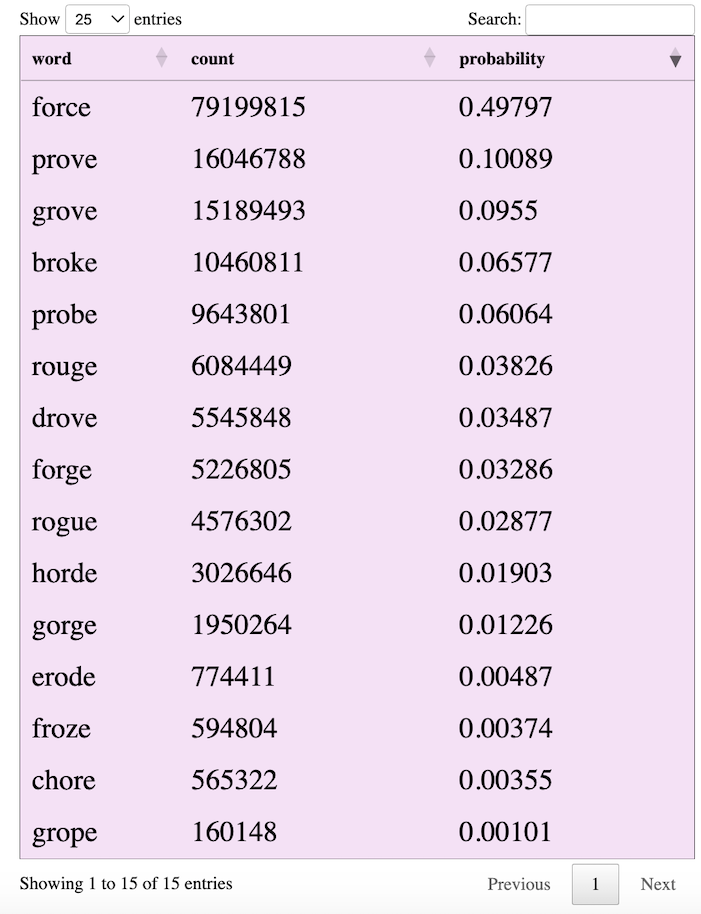 Show 25 entries Search:
word count probability
force 79199815 0.49797
prove 16046788 0.10089
grove 15189493 0.0955
broke 10460811 0.06577
probe 9643801 0.06064
rouge 6084449 0.03826
drove 5545848 0.03487
forge 5226805 0.03286
rogue 4576302 0.02877
horde 3026646 0.01903
gorge 1950264 0.01226
erode 774411 0.00487
froze 594804 0.00374
chore 565322 0.00355
grope 160148 0.00101
Showing 1 to 15 of 15 entries Previous 1 Next